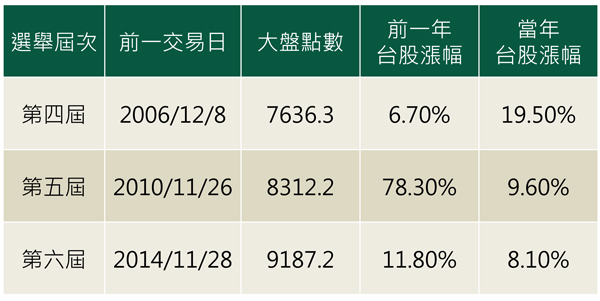 選舉屆次 前一交易日 大盤點數 前一年 台股漲幅 當年 台股漲幅
第四屆 2006/12/8 7636.3 6.70% 19.50%
第五屆 2010/11/26 8312.2 78.30% 9.60%
第六屆 2014/11/28 9187.2 11.80% 8.10%